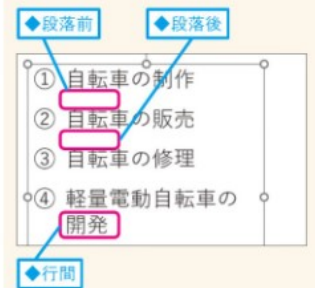 ◆段落前
◆段落後
① 自転車の制作
② 自転車の販売
③ 自転車の修理
④ 軽量電動自転車の
開発
◆行間